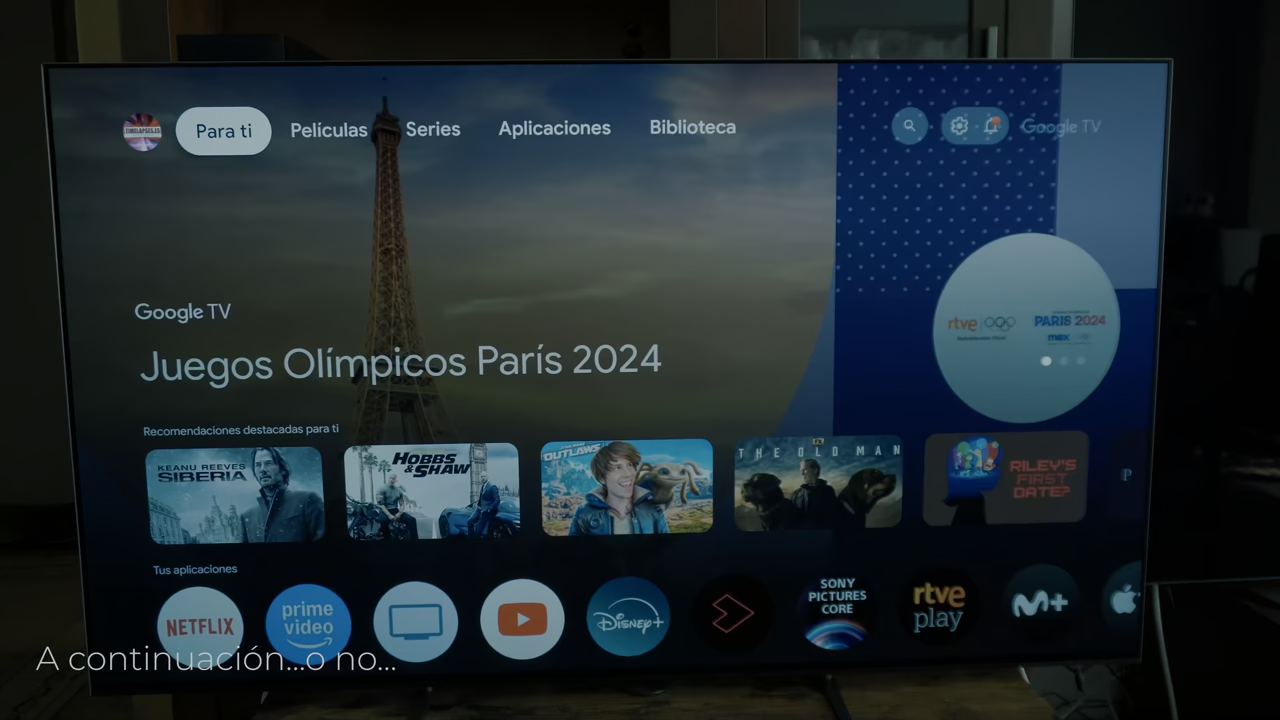 Para ti
Películas
Series
Aplicaciones
Biblioteca
Google TV
Google TV
Juegos Olímpicos París 2024
rtve
PARIS 2024
max
Recomendaciones destacadas para ti
KEANU REEVES
SIBERIA
HOBBS
& SHAW
OUTLAWS
FX
THE OLD MAN
RILEY'S
FIRST
DATE?
P
Tus aplicaciones
NETFLIX
prime
video
Disney+
SONY
PICTURES
CORE
rtve
play
M+
A continuación...o no...